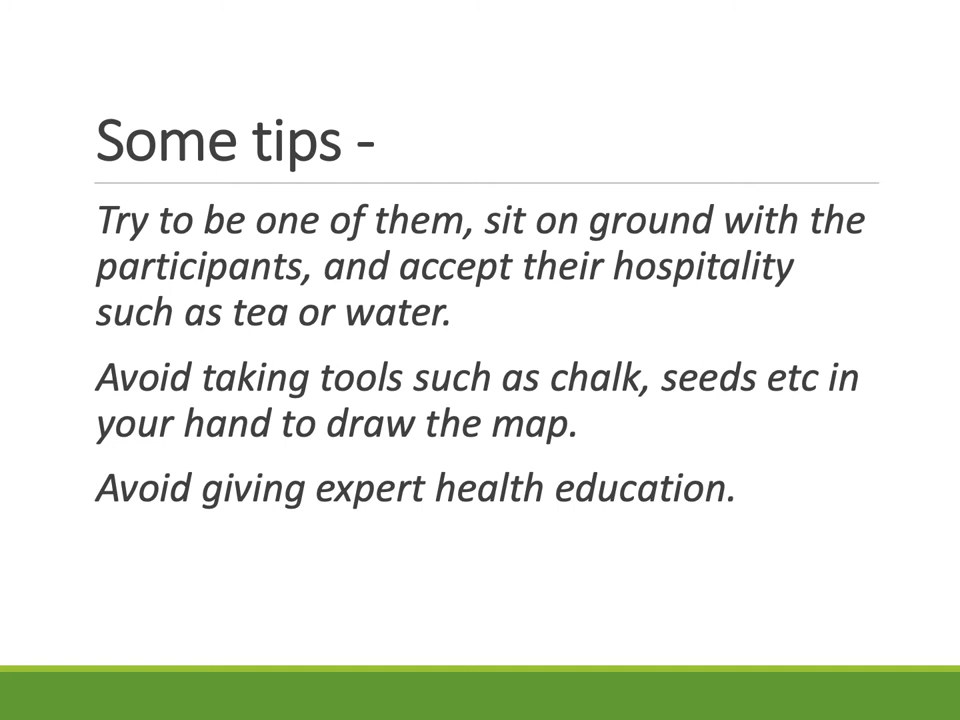 Some tips -
Try to be one of them, sit on ground with the
participants, and accept their hospitality
such as tea or water.
Avoid taking tools such as chalk, seeds etc in
your hand to draw the map.
Avoid giving expert health education.